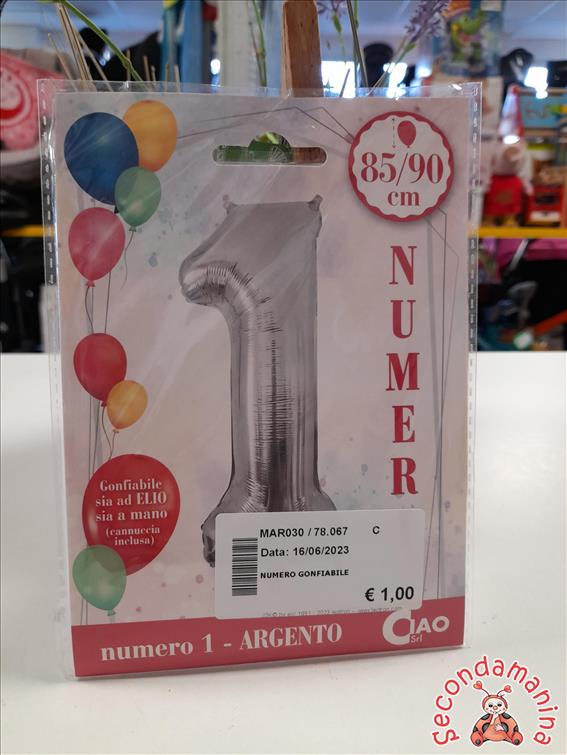 85/90
cm
NUMER
Gonfiabile
sia ad ELIO
sia a mano
(cannuccia
inclusa)
MAR030 / 78.067 C
Data: 16/06/2023
NUMERO GONFIABILE
€ 1,00
numero 1 - ARGENTO
CIAO
Srl
Secondamanina